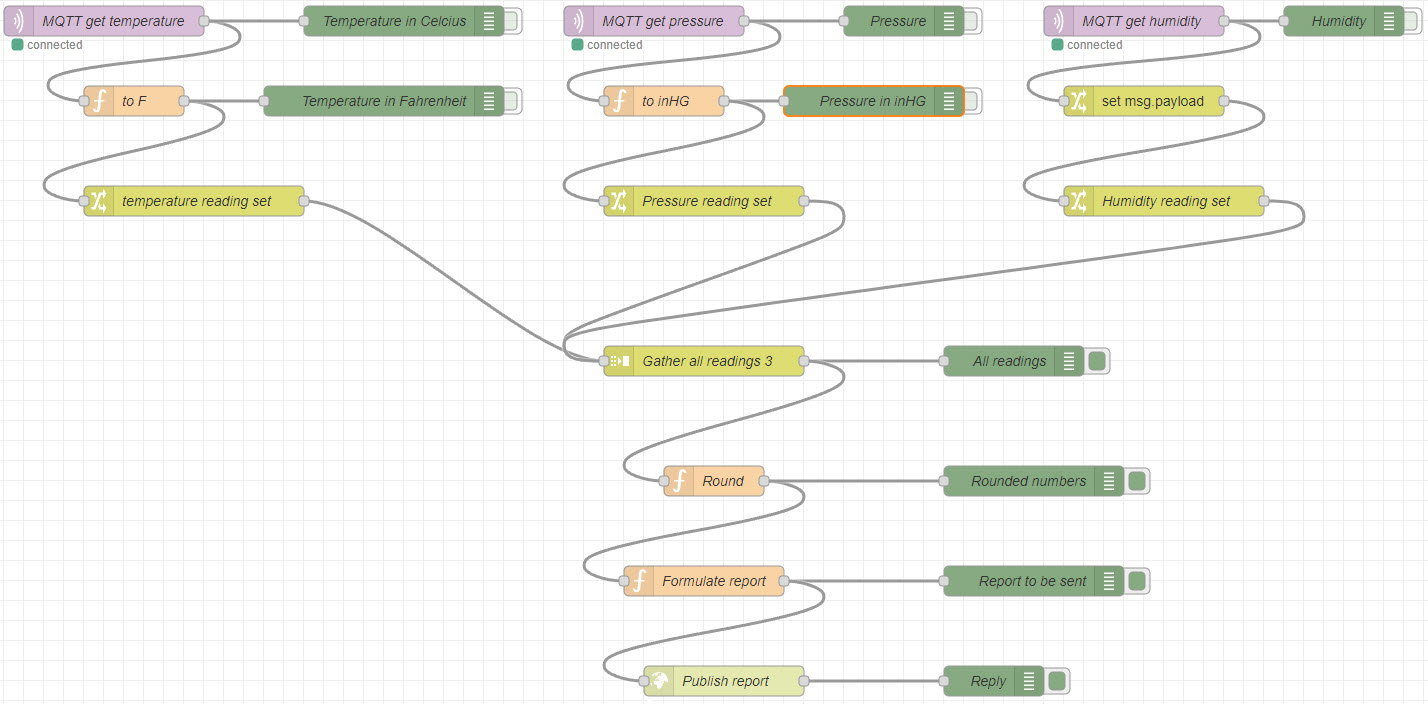 MQTT get temperature
Temperature in Celcius
MQTT get pressure
Pressure
MQTT get humidity
Humidity
connected
connected
connected
to F
Temperature in Fahrenheit
to inHG
Pressure in inHG
set msg.payload
temperature reading set
Pressure reading set
Humidity reading set
Gather all readings 3
All readings
Round
Rounded numbers
Formulate report
Report to be sent
Publish report
Reply